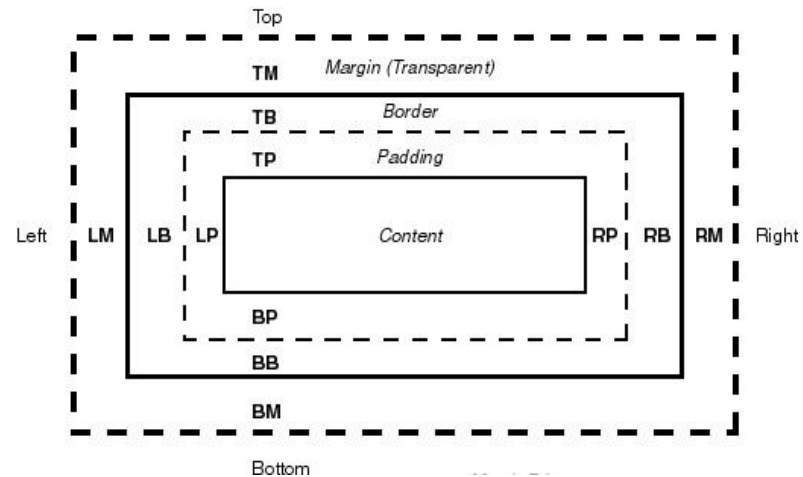 Top
TM Margin (Transparent)
TB Border
TP Padding
Left LM LB LP Content RP RB RM Right
BP
BB
BM
Bottom